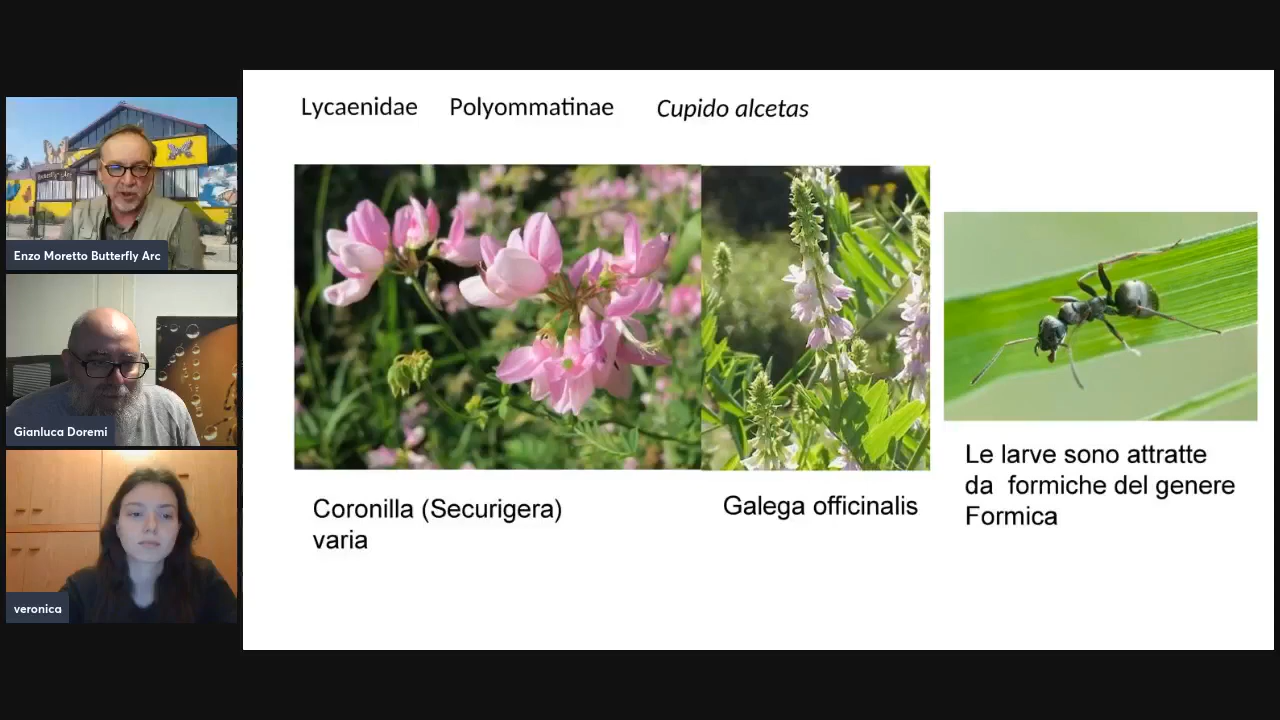 Lycaenidae Polyommatinae Cupido alcetas
Enzo Moretto Butterfly Arc
Gianluca Doremi
veronica
Coronilla (Securigera)
varia
Galega officinalis
Le larve sono attratte
da formiche del genere
Formica